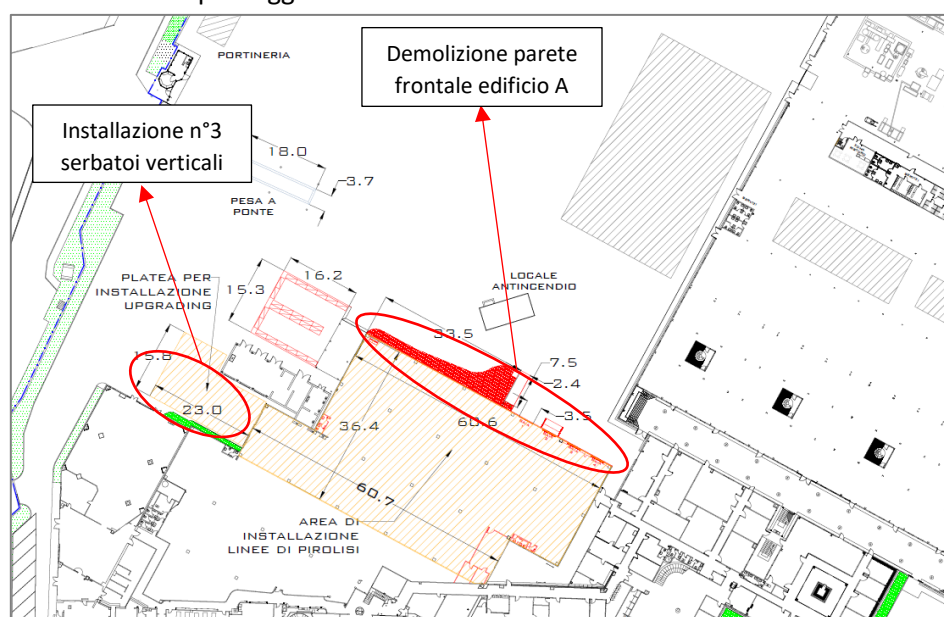 PORTINERIA
Demolizione parete
frontale edificio A
Installazione n°3
serbatoi verticali
18.0
3.7
PESA A
PONTE
PLATEA PER
INSTALLAZIONE
UPGRADING
16.2
15.3
LOCALE
ANTINCENDIO
33.5
7.5
2.4
3.5
15.6
23.0
36.4
60.6
60.7
AREA DI
INSTALLAZIONE
LINEE DI PIROLISI